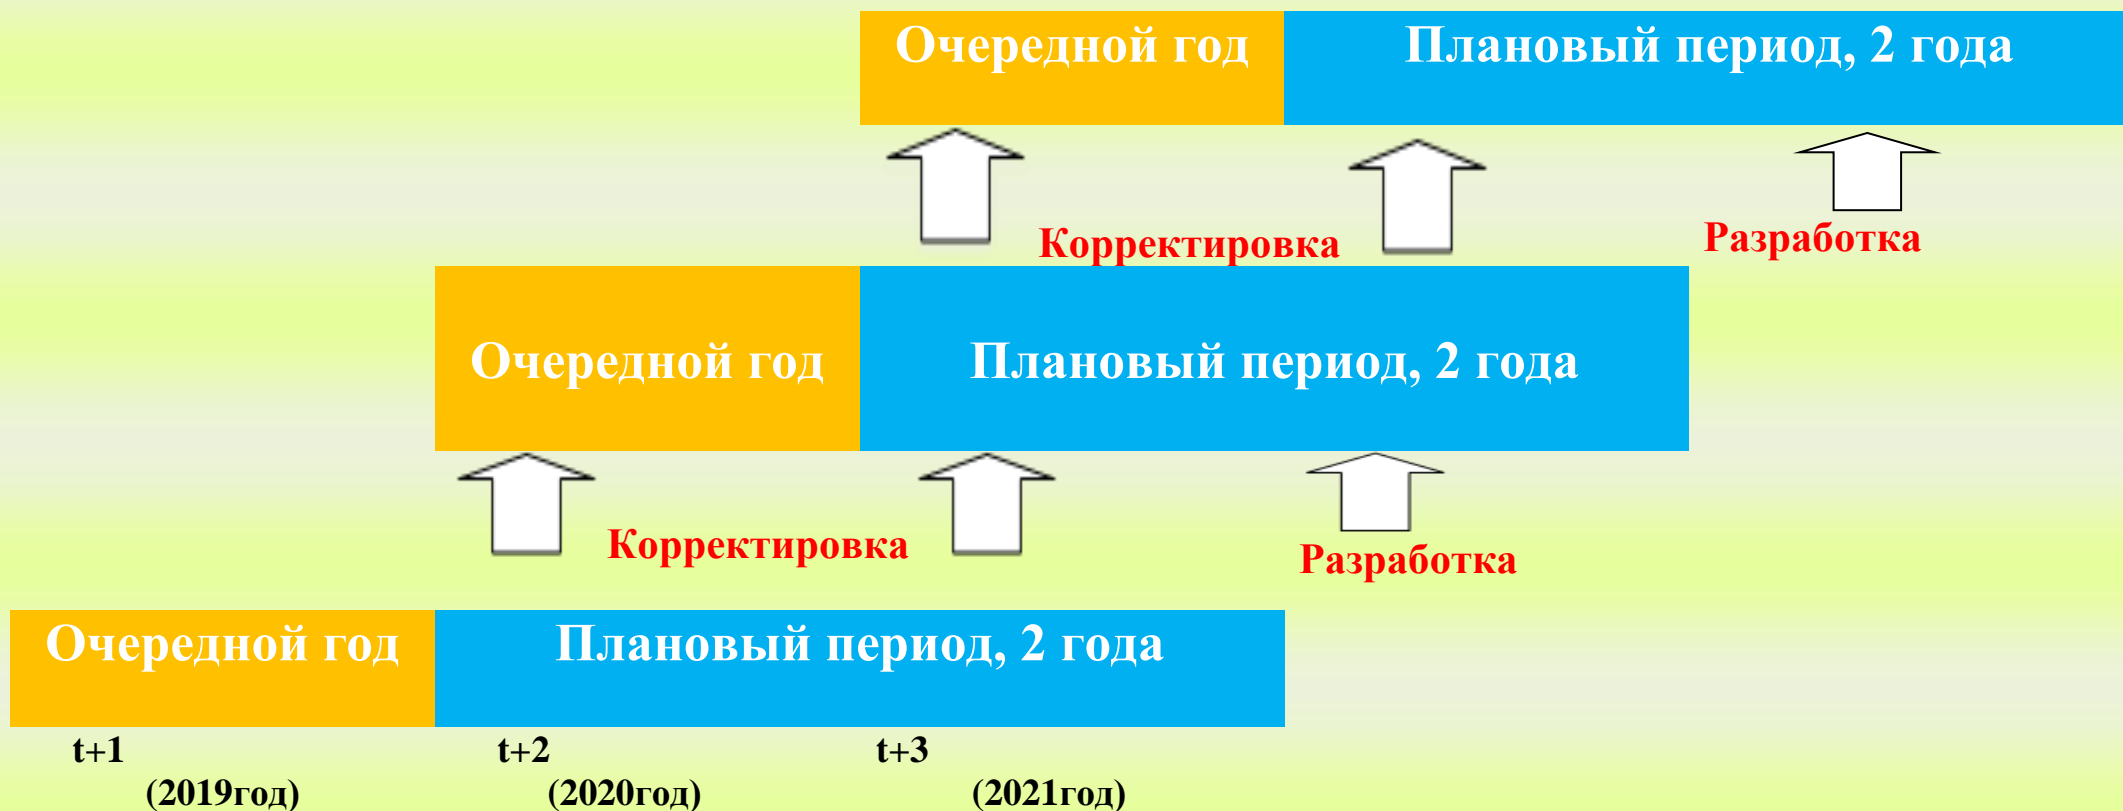 Очередной год
Плановый период, 2 года
Корректировка
Разработка
Очередной год
Плановый период, 2 года
Корректировка
Разработка
Очередной год
Плановый период, 2 года
t+1
t+2
t+3
(2019год)
(2020год)
(2021год)